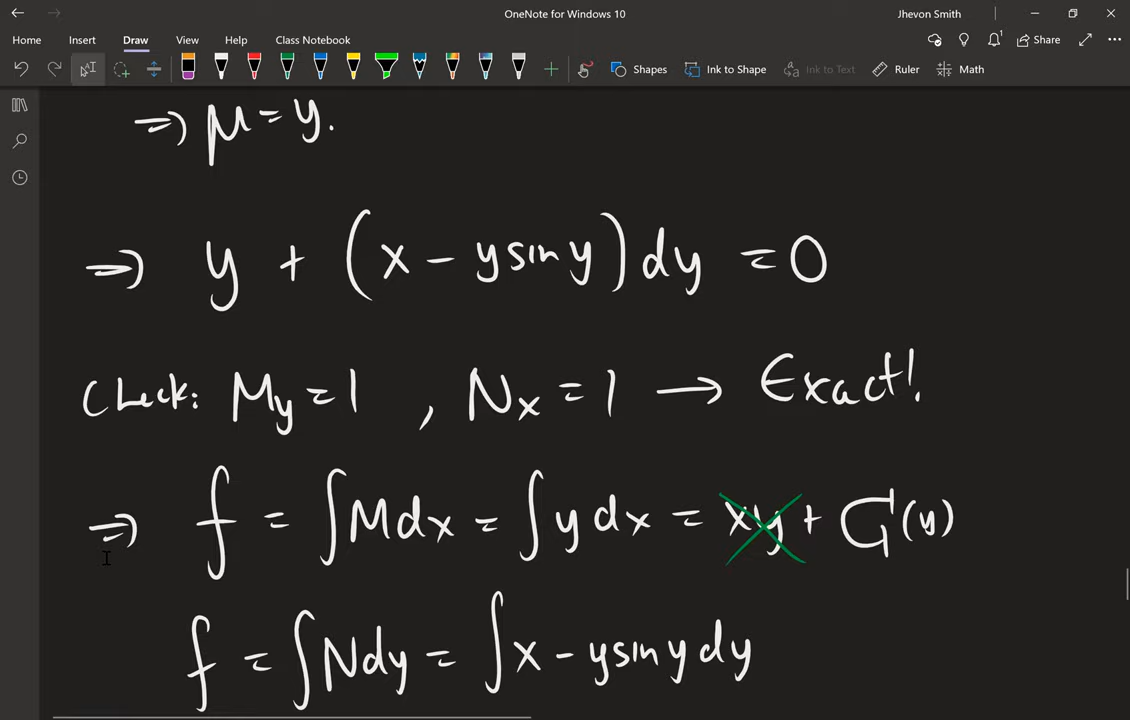 OneNote for Windows 10
Jhevon Smith
Home Insert Draw View Help Class Notebook
Share
Shapes Ink to Shape Ink to Text Ruler Math
=> μ = y.
=> y + (x - y sin y) dy = 0
Check: My = 1 , Nx = 1 → Exact!
=> f = ∫ M dx = ∫ y dx = xy + G(y)
f = ∫ N dy = ∫ x - y sin y dy